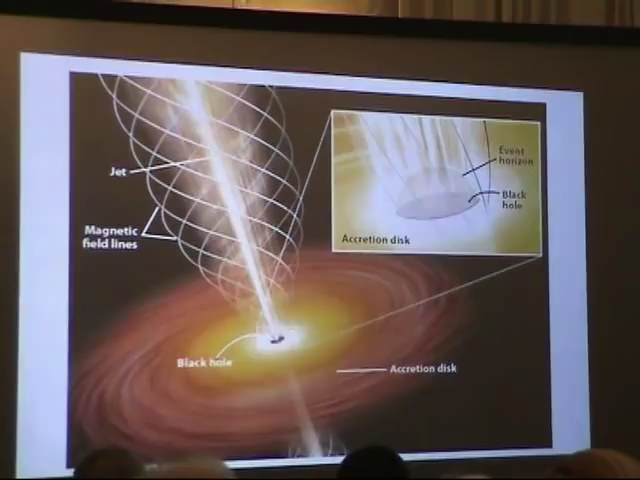 Jet
Magnetic
field lines
Event
horizon
Black
hole
Accretion disk
Black hole
Accretion disk